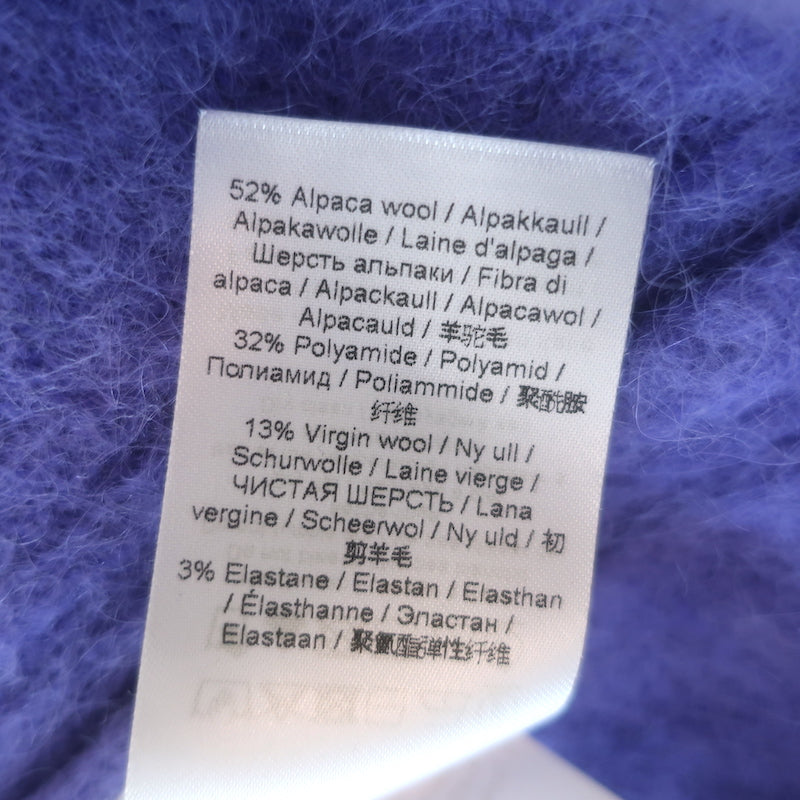 52% Alpaca wool / Alpakkaull /
Alpakawolle / Laine d'alpaga /
Шерсть альпаки / Fibra di
alpaca / Alpackaull / Alpacawol /
Alpacauld / 羊驼毛
32% Polyamide / Polyamid /
Полиамид / Poliammide / 聚酰胺
纤维
13% Virgin wool / Ny ull /
Schurwolle / Laine vierge /
ЧИСТАЯ ШЕРСТЬ / Lana
vergine / Scheerwol / Ny uld / 初
剪羊毛
3% Elastane / Elastan / Elasthan
/ Élasthanne / Эластан /
Elastaan / 聚氨酯弹性纤维